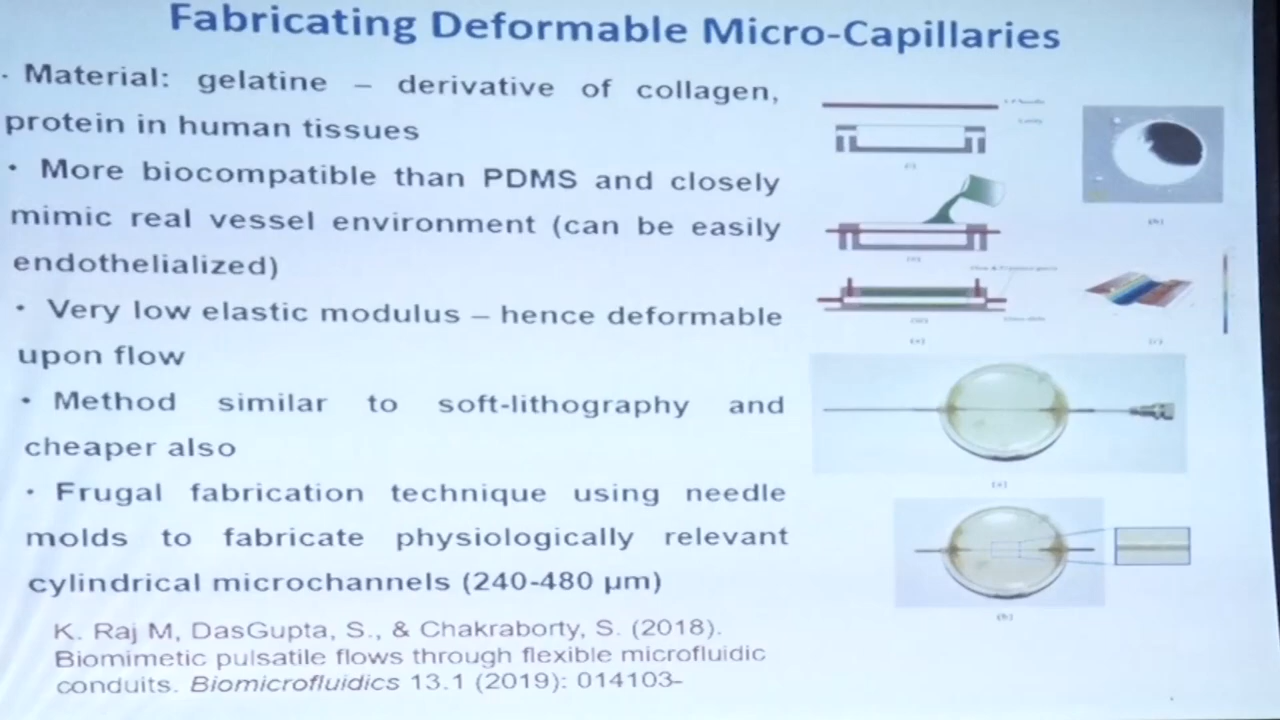 Fabricating Deformable Micro-Capillaries
· Material: gelatine – derivative of collagen,
protein in human tissues
• More biocompatible than PDMS and closely
mimic real vessel environment (can be easily
endothelialized)
• Very low elastic modulus – hence deformable
upon flow
• Method similar to soft-lithography and
cheaper also
• Frugal fabrication technique using needle
molds to fabricate physiologically relevant
cylindrical microchannels (240-480 µm)
K. Raj M, DasGupta, S., & Chakraborty, S. (2018).
Biomimetic pulsatile flows through flexible microfluidic
conduits. Biomicrofluidics 13.1 (2019): 014103-